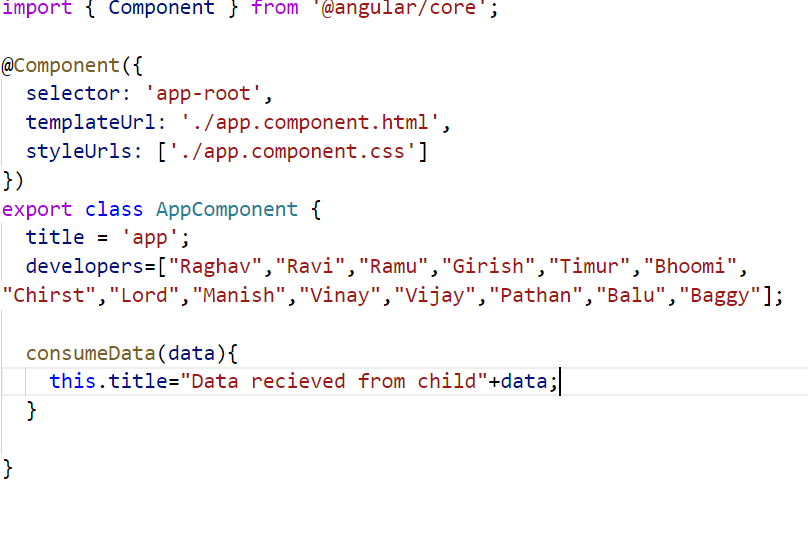 import { Component } from '@angular/core';
@Component({
selector: 'app-root',
templateUrl: './app.component.html',
styleUrls: ['./app.component.css']
})
export class AppComponent {
title = 'app';
developers=["Raghav","Ravi","Ramu","Girish","Timur","Bhoomi",
"Chirst","Lord","Manish","Vinay","Vijay","Pathan","Balu","Baggy"];
consumeData(data){
this.title="Data recieved from child"+data;
}
}